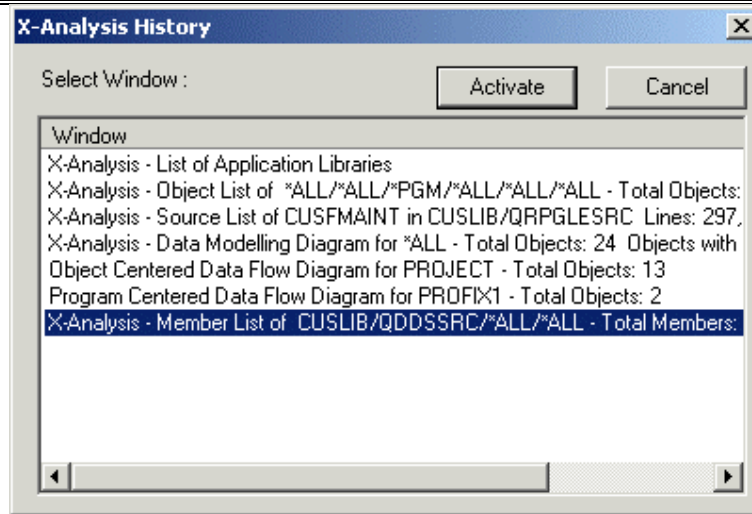 X-Analysis History
Select Window :
Activate
Cancel
Window
X-Analysis - List of Application Libraries
X-Analysis - Object List of *ALL/*ALL/*PGM/*ALL/*ALL/*ALL - Total Objects:
X-Analysis - Source List of CUSFMAINT in CUSLIB/QRPGLESRC Lines: 297,
X-Analysis - Data Modelling Diagram for *ALL - Total Objects: 24 Objects with
Object Centered Data Flow Diagram for PROJECT - Total Objects: 13
Program Centered Data Flow Diagram for PROFIX1 - Total Objects: 2
X-Analysis - Member List of CUSLIB/QDDSSRC/*ALL/*ALL - Total Members: